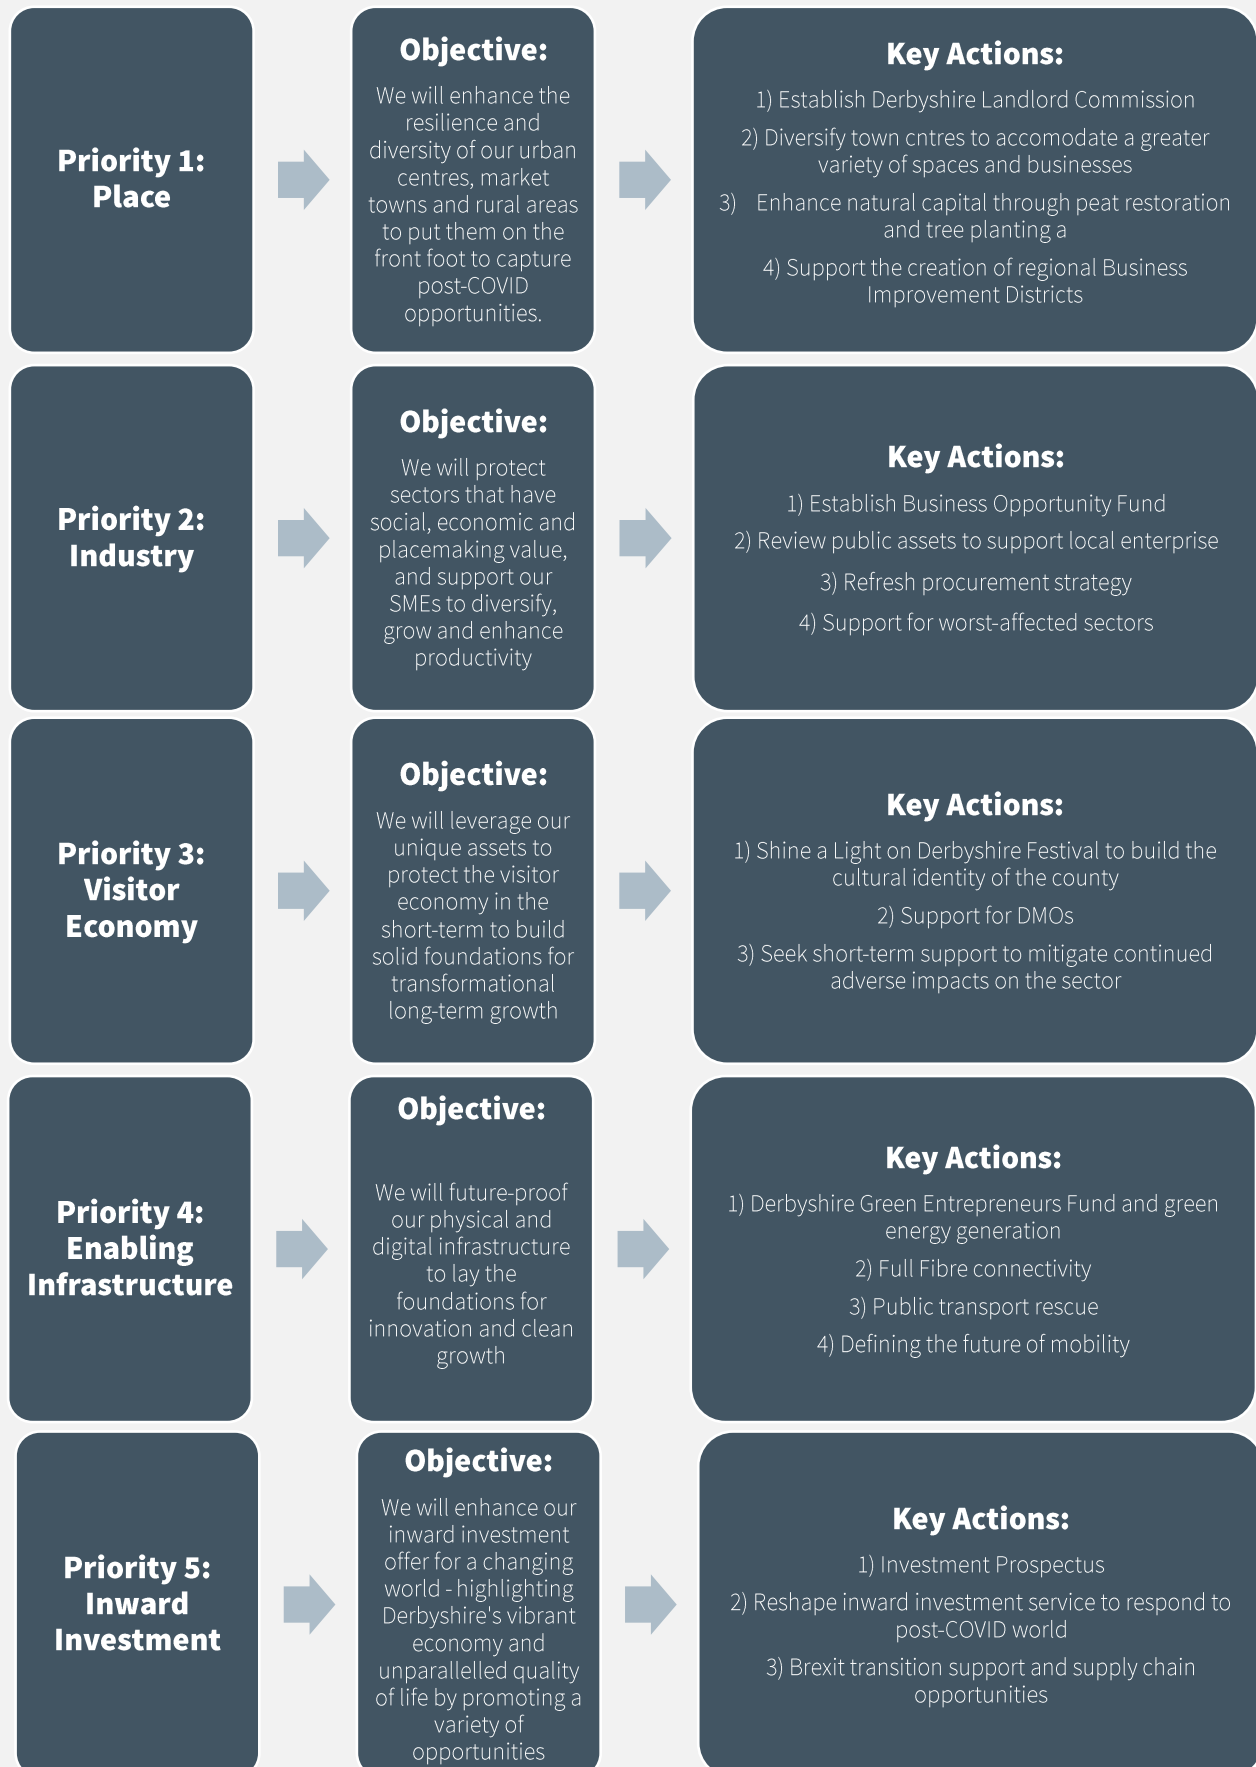 Priority 1:
Place
Objective:
We will enhance the
resilience and
diversity of our urban
centres, market
towns and rural areas
to put them on the
front foot to capture
post-COVID
opportunities.
Key Actions:
1) Establish Derbyshire Landlord Commission
2) Diversify town cntres to accomodate a greater
variety of spaces and businesses
3) Enhance natural capital through peat restoration
and tree planting a
4) Support the creation of regional Business
Improvement Districts
Priority 2:
Industry
Objective:
We will protect
sectors that have
social, economic and
placemaking value,
and support our
SMEs to diversify,
grow and enhance
productivity
Key Actions:
1) Establish Business Opportunity Fund
2) Review public assets to support local enterprise
3) Refresh procurement strategy
4) Support for worst-affected sectors
Priority 3:
Visitor
Economy
Objective:
We will leverage our
unique assets to
protect the visitor
economy in the
short-term to build
solid foundations for
transformational
long-term growth
Key Actions:
1) Shine a Light on Derbyshire Festival to build the
cultural identity of the county
2) Support for DMOs
3) Seek short-term support to mitigate continued
adverse impacts on the sector
Priority 4:
Enabling
Infrastructure
Objective:
We will future-proof
our physical and
digital infrastructure
to lay the
foundations for
innovation and clean
growth
Key Actions:
1) Derbyshire Green Entrepreneurs Fund and green
energy generation
2) Full Fibre connectivity
3) Public transport rescue
4) Defining the future of mobility
Priority 5:
Inward
Investment
Objective:
We will enhance our
inward investment
offer for a changing
world - highlighting
Derbyshire's vibrant
economy and
unparallelled quality
of life by promoting a
variety of
opportunities
Key Actions:
1) Investment Prospectus
2) Reshape inward investment service to respond to
post-COVID world
3) Brexit transition support and supply chain
opportunities